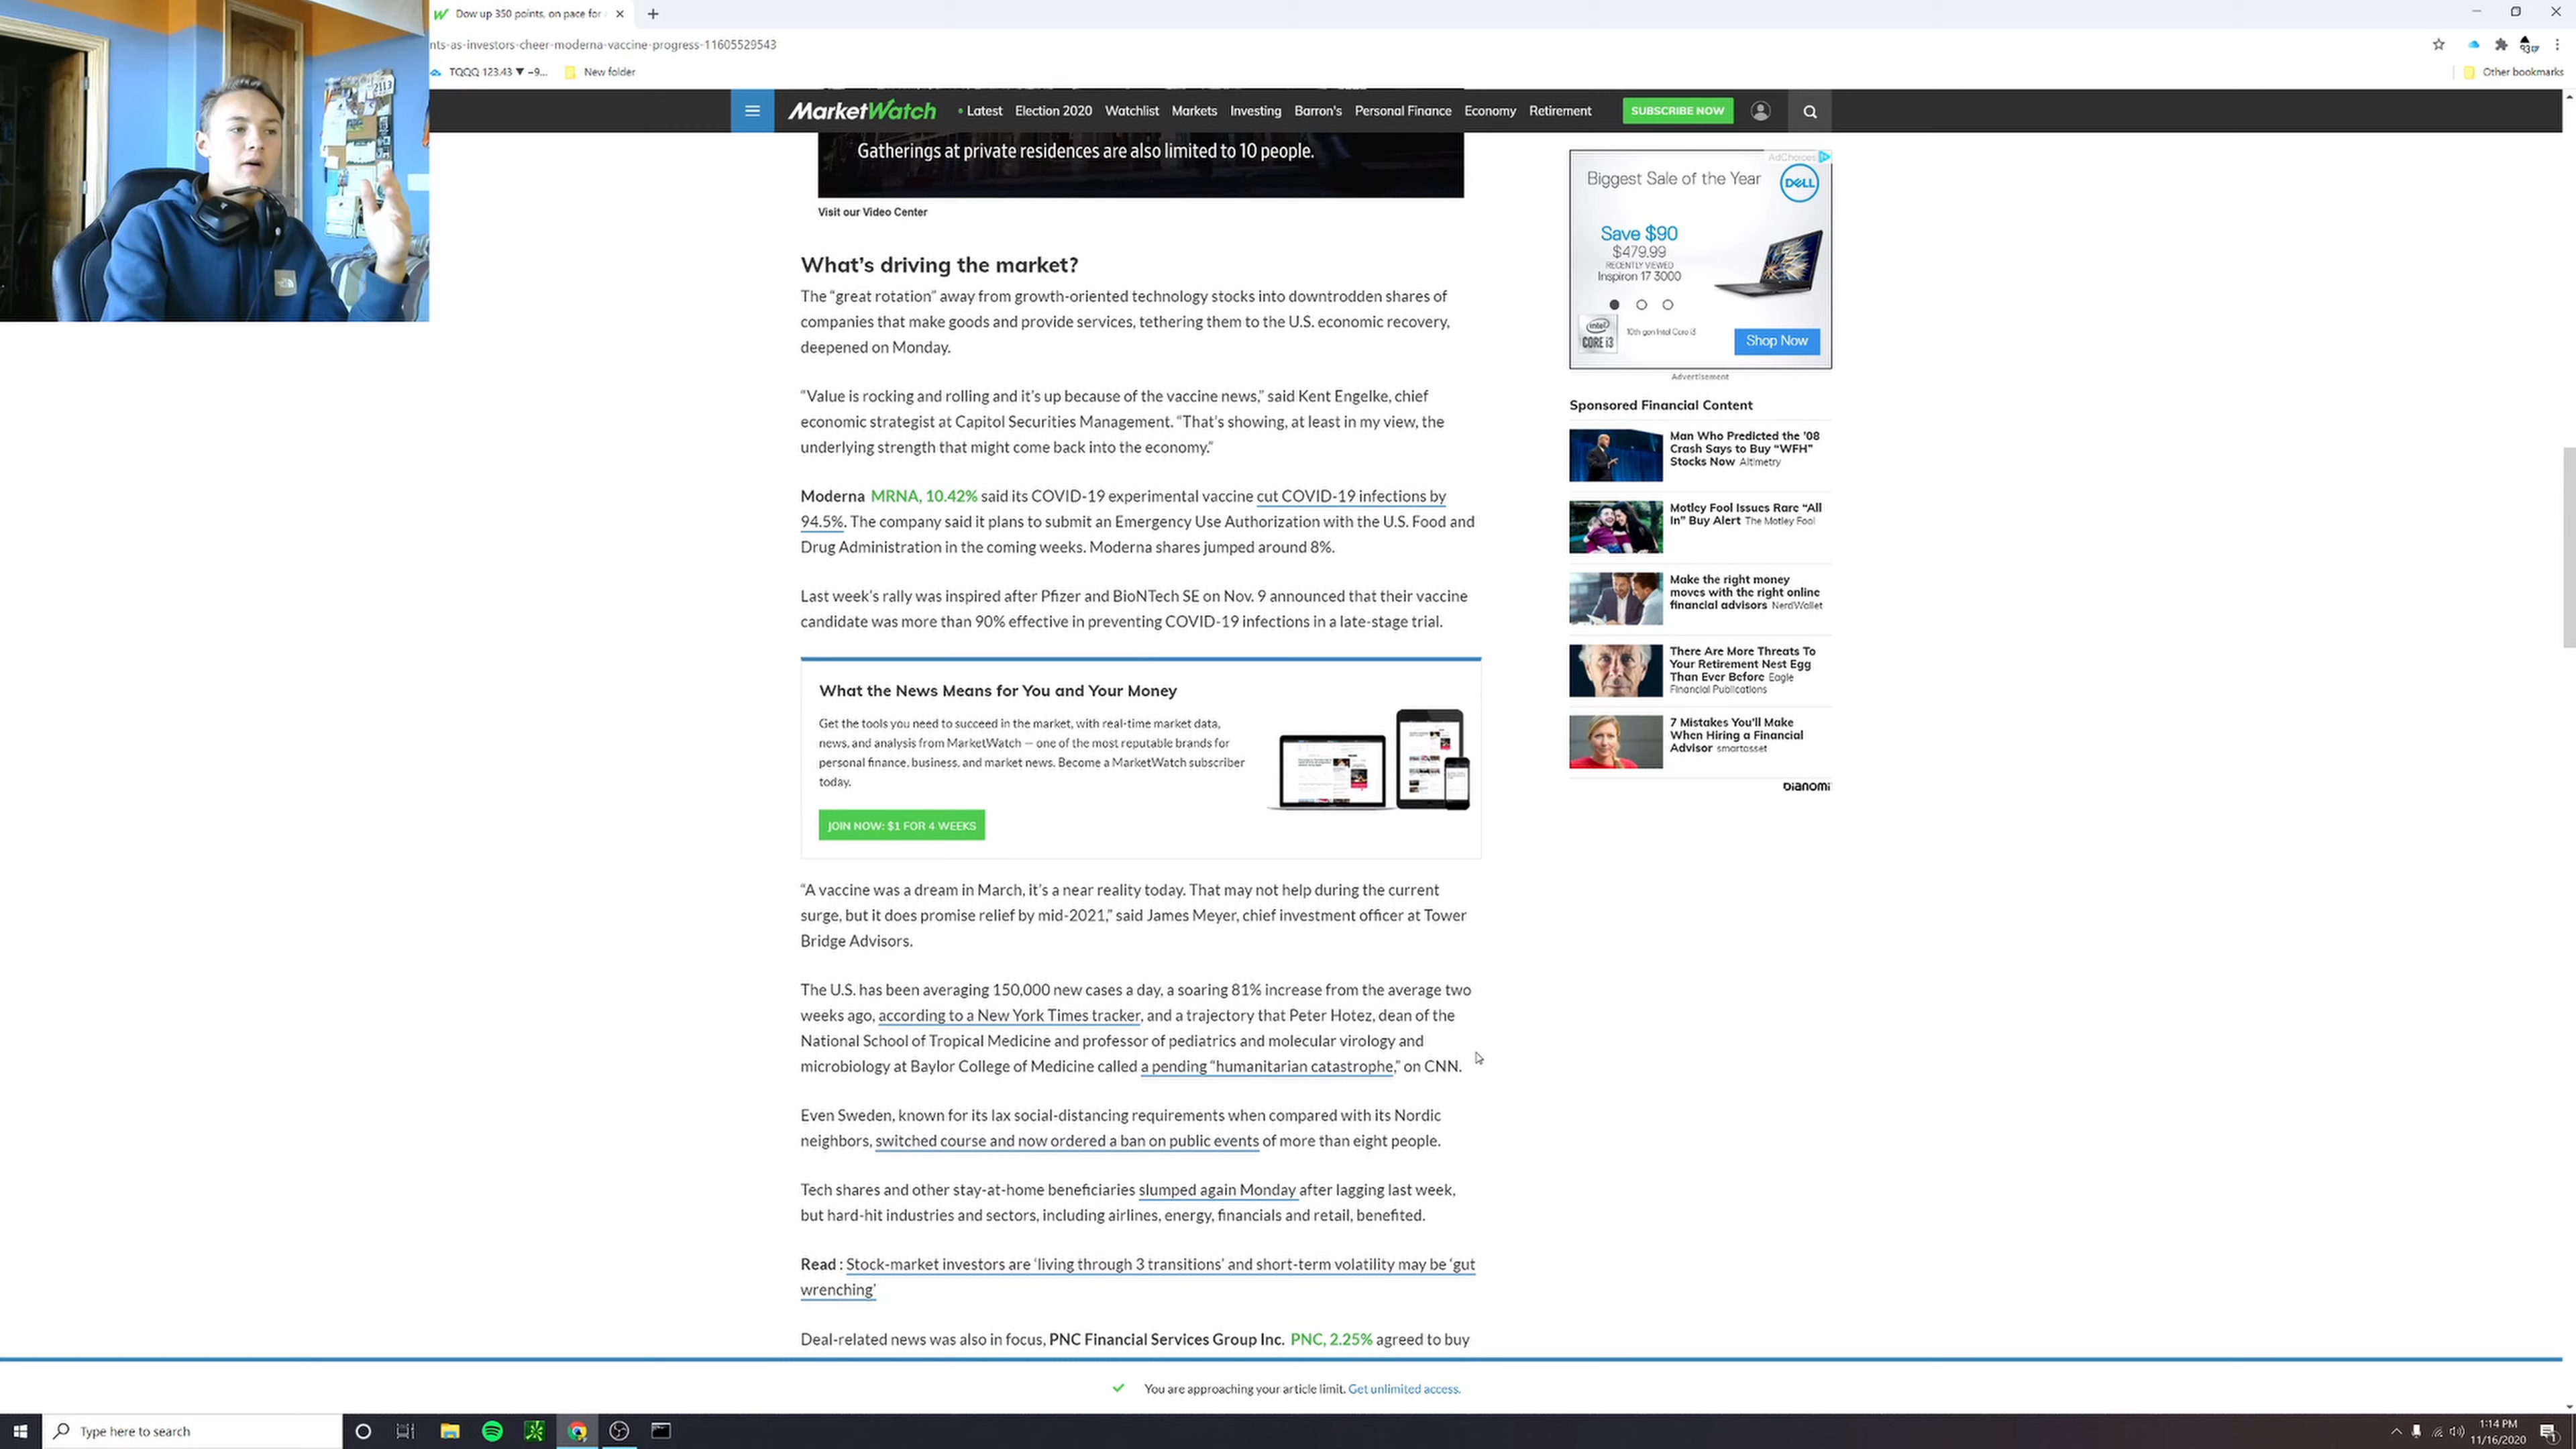 Dow up 350 points, on pace for
nts-as-investors-cheer-moderna-vaccine-progress-11605529543
TQQQ 123.43 ▼ −9...
New folder
Other bookmarks
MarketWatch
• Latest
Election 2020
Watchlist
Markets
Investing
Barron's
Personal Finance
Economy
Retirement
SUBSCRIBE NOW
Gatherings at private residences are also limited to 10 people.
Visit our Video Center
What's driving the market?
The “great rotation” away from growth-oriented technology stocks into downtrodden shares of
companies that make goods and provide services, tethering them to the U.S. economic recovery,
deepened on Monday.
“Value is rocking and rolling and it's up because of the vaccine news,” said Kent Engelke, chief
economic strategist at Capitol Securities Management. “That's showing, at least in my view, the
underlying strength that might come back into the economy.”
Moderna MRNA, 10.42% said its COVID-19 experimental vaccine cut COVID-19 infections by
94.5%. The company said it plans to submit an Emergency Use Authorization with the U.S. Food and
Drug Administration in the coming weeks. Moderna shares jumped around 8%.
Last week's rally was inspired after Pfizer and BioNTech SE on Nov. 9 announced that their vaccine
candidate was more than 90% effective in preventing COVID-19 infections in a late-stage trial.
What the News Means for You and Your Money
Get the tools you need to succeed in the market, with real-time market data,
news, and analysis from MarketWatch — one of the most reputable brands for
personal finance, business, and market news. Become a MarketWatch subscriber
today.
JOIN NOW: $1 FOR 4 WEEKS
“A vaccine was a dream in March, it's a near reality today. That may not help during the current
surge, but it does promise relief by mid-2021,” said James Meyer, chief investment officer at Tower
Bridge Advisors.
The U.S. has been averaging 150,000 new cases a day, a soaring 81% increase from the average two
weeks ago, according to a New York Times tracker, and a trajectory that Peter Hotez, dean of the
National School of Tropical Medicine and professor of pediatrics and molecular virology and
microbiology at Baylor College of Medicine called a pending “humanitarian catastrophe,” on CNN.
Even Sweden, known for its lax social-distancing requirements when compared with its Nordic
neighbors, switched course and now ordered a ban on public events of more than eight people.
Tech shares and other stay-at-home beneficiaries slumped again Monday after lagging last week,
but hard-hit industries and sectors, including airlines, energy, financials and retail, benefited.
Read : Stock-market investors are ‘living through 3 transitions’ and short-term volatility may be ‘gut
wrenching’
Deal-related news was also in focus, PNC Financial Services Group Inc. PNC, 2.25% agreed to buy
AdChoices
Biggest Sale of the Year
DELL
Save $90
$479.99
RECENTLY VIEWED
Inspiron 17 3000
intel
CORE i3
10th gen Intel Core i3
Shop Now
Advertisement
Sponsored Financial Content
Man Who Predicted the '08
Crash Says to Buy “WFH”
Stocks Now Altimetry
Motley Fool Issues Rare “All
In” Buy Alert The Motley Fool
Make the right money
moves with the right online
financial advisors NerdWallet
There Are More Threats To
Your Retirement Nest Egg
Than Ever Before Eagle
Financial Publications
7 Mistakes You'll Make
When Hiring a Financial
Advisor smartasset
Dianomi
You are approaching your article limit. Get unlimited access.
Type here to search
1:14 PM
11/16/2020